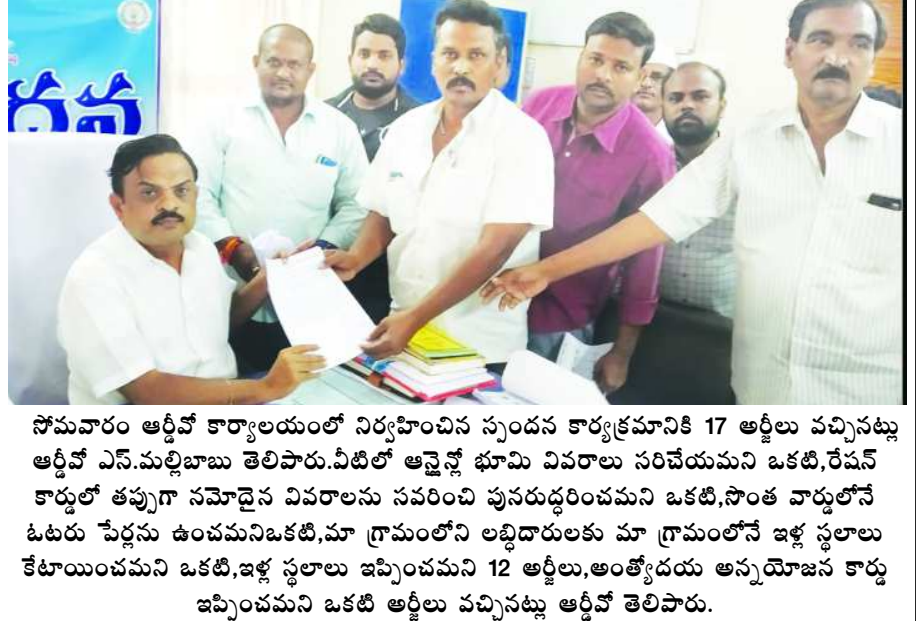 సోమవారం ఆర్డీవో కార్యాలయంలో నిర్వహించిన స్పందన కార్యక్రమానికి 17 అర్జీలు వచ్చినట్లు
ఆర్డీవో ఎస్.మల్లిబాబు తెలిపారు.వీటిలో ఆన్లైన్లో భూమి వివరాలు సరిచేయమని ఒకటి,రేషన్
కార్డులో తప్పుగా నమోదైన వివరాలను సవరించి పునరుద్ధరించమని ఒకటి,సొంత వార్డులోనే
ఓటరు పేర్లను ఉంచమనిఒకటి,మా గ్రామంలోని లబ్ధిదారులకు మా గ్రామంలోనే ఇళ్ల స్థలాలు
కేటాయించమని ఒకటి,ఇళ్ల స్థలాలు ఇప్పించమని 12 అర్జీలు,అంత్యోదయ అన్నయోజన కార్డు
ఇప్పించమని ఒకటి అర్జీలు వచ్చినట్లు ఆర్డీవో తెలిపారు.